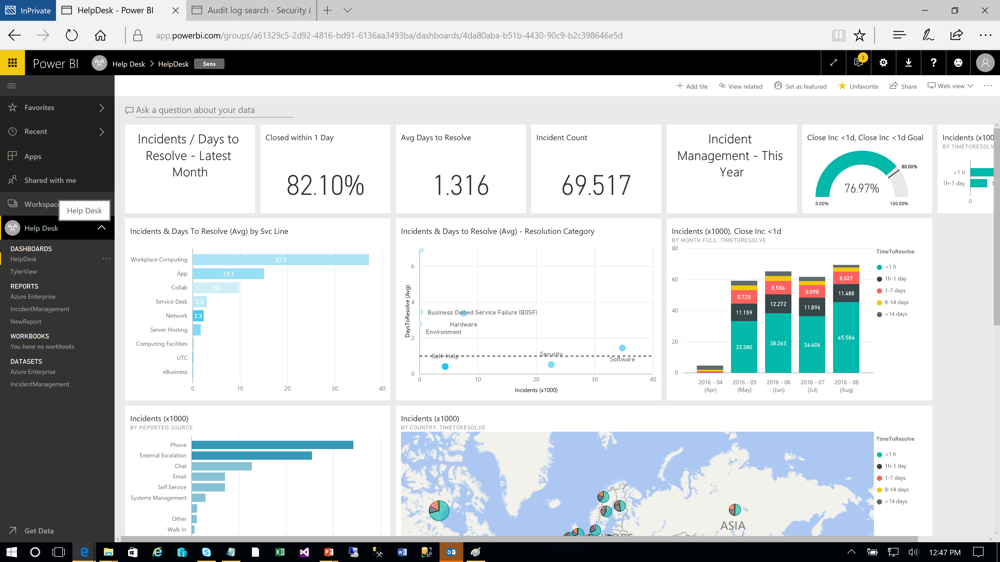 InPrivate
HelpDesk - Power BI
Audit log search - Security &
app.powerbi.com/groups/a61329c5-2d92-4816-bd91-6136aa3493ba/dashboards/4da80aba-b51b-4430-90c9-b2c398646e5d
Power BI
Help Desk > HelpDesk
Sens
3
?
Add tile
View related
Set as featured
Unfavorite
Share
Web view
Favorites
Recent
Apps
Shared with me
Workspac
Help Desk
Help Desk
DASHBOARDS
HelpDesk
TylerView
REPORTS
Azure Enterprise
IncidentManagement
NewReport
WORKBOOKS
You have no workbooks
DATASETS
Azure Enterprise
IncidentManagement
Get Data
Ask a question about your data
Incidents / Days to
Resolve - Latest
Month
Closed within 1 Day
82.10%
Avg Days to Resolve
1.316
Incident Count
69.517
Incident
Management - This
Year
Close Inc <1d, Close Inc <1d Goal
80.00%
76.97%
0.00%
100.00%
Incidents (x100
BY TIMETORESOLV
<1 h
1h-1 day
1
0
Incidents & Days To Resolve (Avg) by Svc Line
Workplace Computing
37.2
App
15.1
Collab
9.8
Service Desk
3.0
Network
2.3
Server Hosting
Computing Facilities
UTC
eBusiness
0
10
20
30
40
Incidents & Days to Resolve (Avg) - Resolution Category
DaysToResolve (Avg)
6
4
Business Owned Service Failure (BOSF)
Hardware
Environment
2
Self-Help
Security
Software
0
0
10
20
30
40
Incidents (x1000)
Incidents (x1000), Close Inc <1d
BY MONTH FULL, TIMETORESOLVE
80
60
40
20
0
8.725
11.159
33.380
8.586
12.272
38.263
8.098
11.896
36.406
8.027
11.488
45.584
2016 - 04
(Apr)
2016 - 05
(May)
2016 - 06
(Jun)
2016 - 07
(Jul)
2016 - 08
(Aug)
TimeToResolve
<1 h
1h-1 day
1-7 days
8-14 days
>14 days
Incidents (x1000)
BY REPORTED SOURCE
Phone
External Escalation
Chat
Email
Self Service
Systems Management
Other
Walk In
Incidents (x1000)
BY COUNTRY, TIMETORESOLVE
ASIA
TimeToResolve
<1 h
1h-1 day
1-7 days
8-14 days
>14 days
12:47 PM